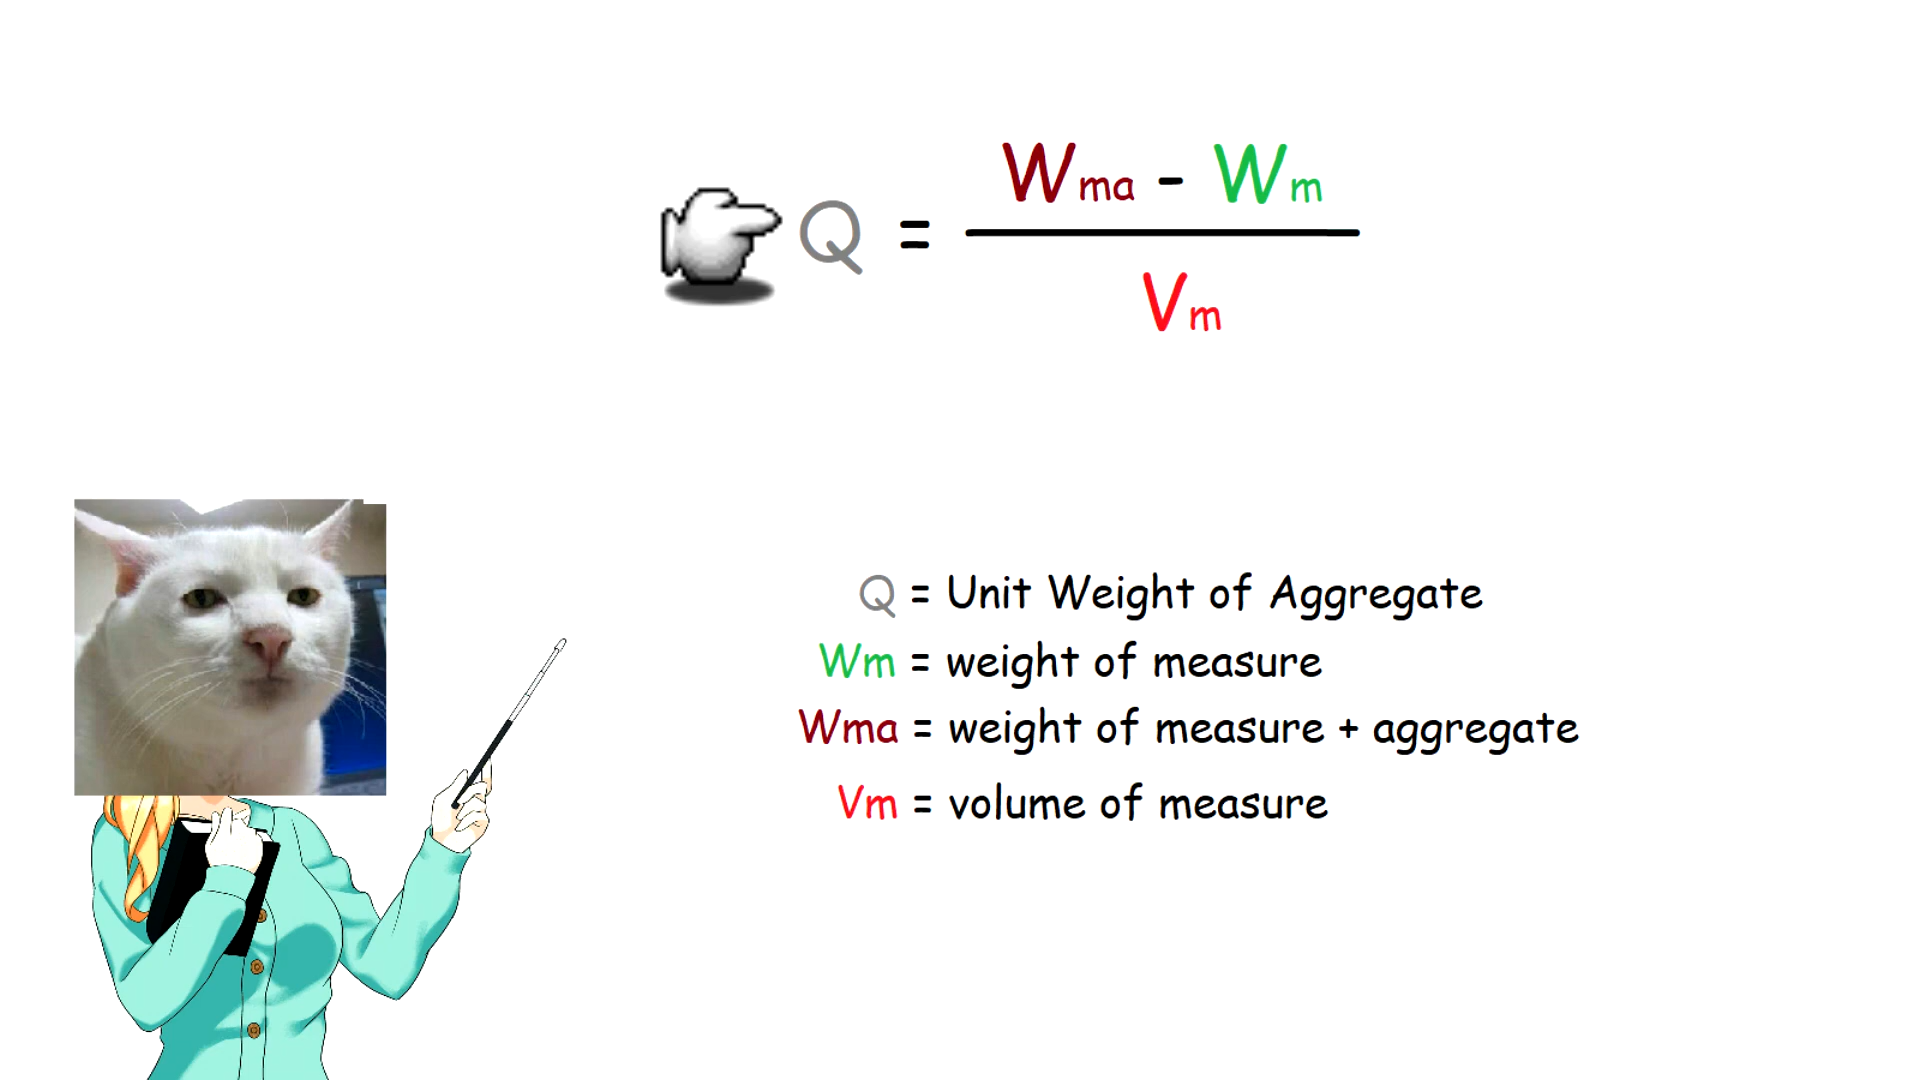 Q = Wma - Wm
Vm
Q = Unit Weight of Aggregate
Wm = weight of measure
Wma = weight of measure + aggregate
Vm = volume of measure